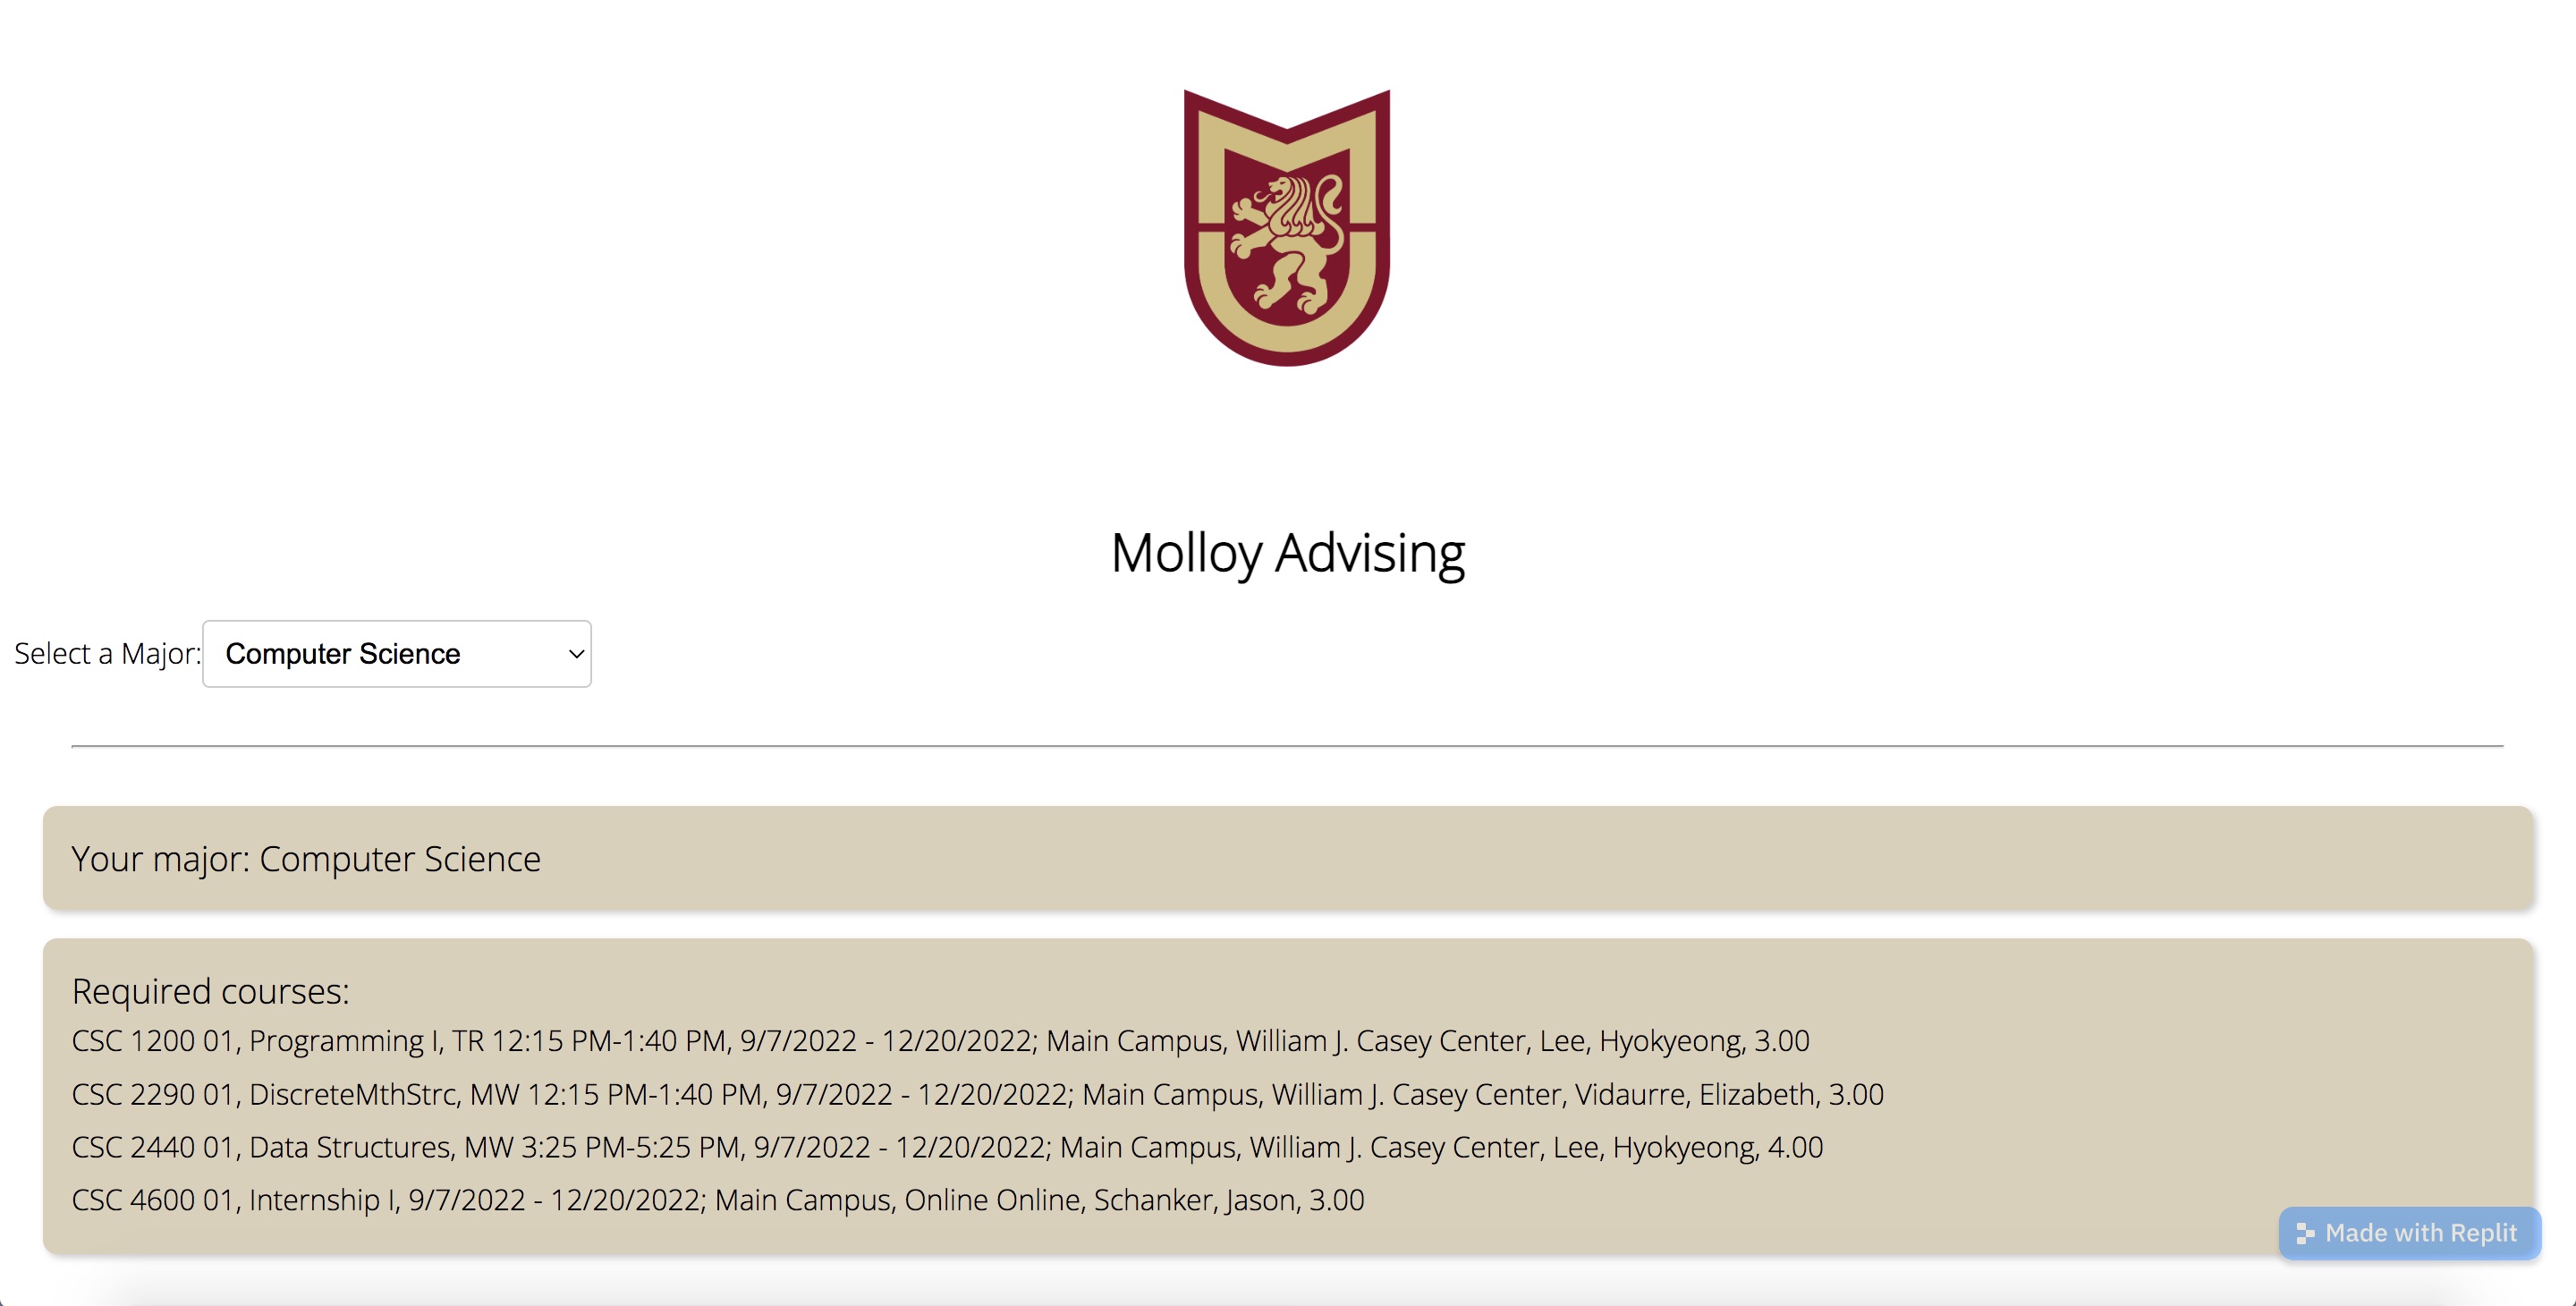 Molloy Advising
Select a Major: Computer Science
Your major: Computer Science
Required courses:
CSC 1200 01, Programming I, TR 12:15 PM-1:40 PM, 9/7/2022 - 12/20/2022; Main Campus, William J. Casey Center, Lee, Hyokyeong, 3.00
CSC 2290 01, DiscreteMthStrc, MW 12:15 PM-1:40 PM, 9/7/2022 - 12/20/2022; Main Campus, William J. Casey Center, Vidaurre, Elizabeth, 3.00
CSC 2440 01, Data Structures, MW 3:25 PM-5:25 PM, 9/7/2022 - 12/20/2022; Main Campus, William J. Casey Center, Lee, Hyokyeong, 4.00
CSC 4600 01, Internship I, 9/7/2022 - 12/20/2022; Main Campus, Online Online, Schanker, Jason, 3.00
Made with Replit